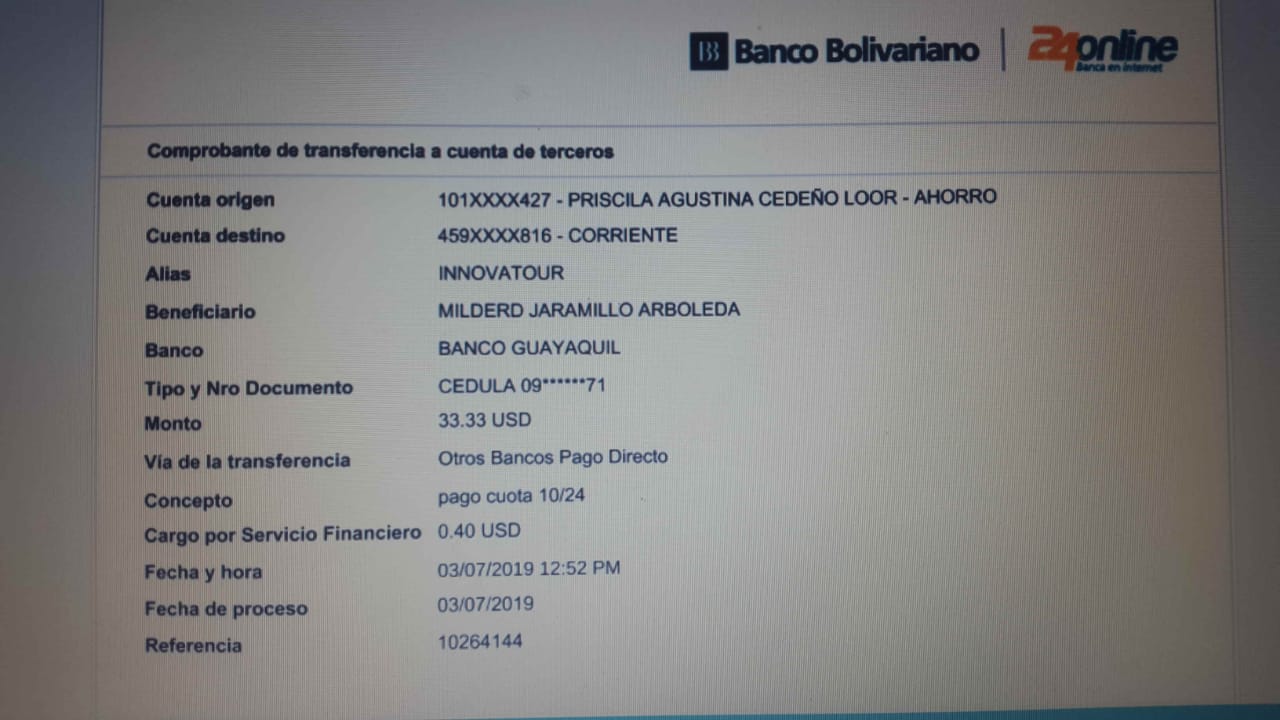 Banco Bolivariano | 24online
Banca en internet
Comprobante de transferencia a cuenta de terceros
Cuenta origen 101XXXX427 - PRISCILA AGUSTINA CEDEÑO LOOR - AHORRO
Cuenta destino 459XXXX816 - CORRIENTE
Alias INNOVATOUR
Beneficiario MILDERD JARAMILLO ARBOLEDA
Banco BANCO GUAYAQUIL
Tipo y Nro Documento CEDULA 09******71
Monto 33.33 USD
Vía de la transferencia Otros Bancos Pago Directo
Concepto pago cuota 10/24
Cargo por Servicio Financiero 0.40 USD
Fecha y hora 03/07/2019 12:52 PM
Fecha de proceso 03/07/2019
Referencia 10264144